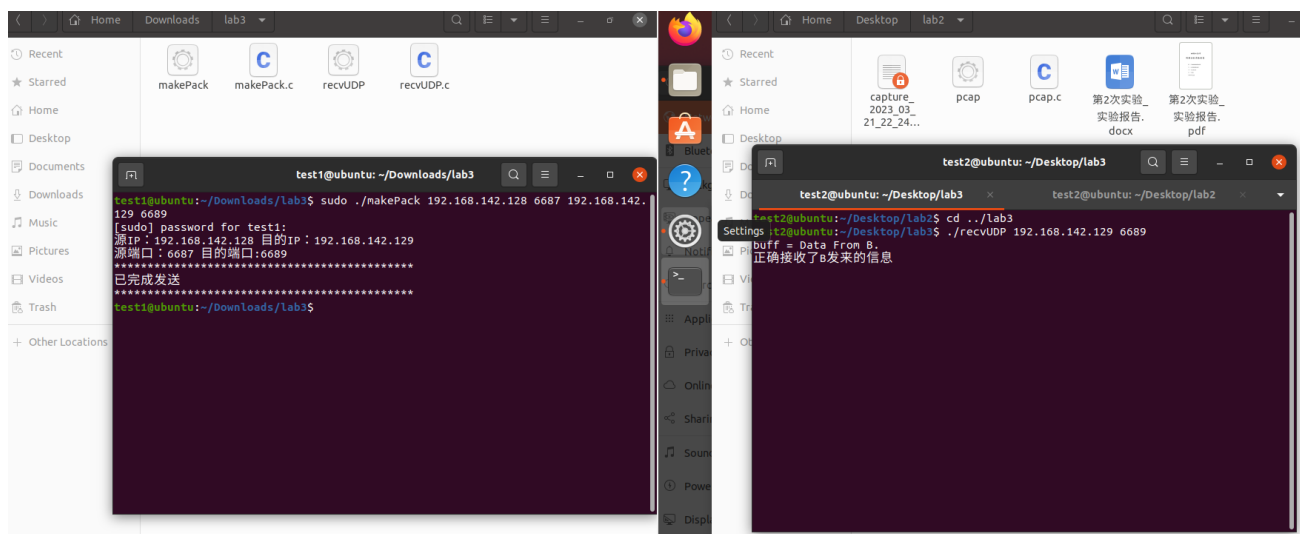 Home Downloads lab3
Recent
Starred
Home
Desktop
Documents
Downloads
Music
Pictures
Videos
Trash
Other Locations
makePack makePack.c recvUDP recvUDP.c
test1@ubuntu: ~/Downloads/lab3
test1@ubuntu:~/Downloads/lab3$ sudo ./makePack 192.168.142.128 6687 192.168.142.
129 6689
[sudo] password for test1:
源IP：192.168.142.128 目的IP：192.168.142.129
源端口：6687 目的端口:6689
********************************************
已完成发送
********************************************
test1@ubuntu:~/Downloads/lab3$
Settings
Home Desktop lab2
Recent
Starred
Home
Desktop
capture_
2023_03_
21_22_24...
pcap
pcap.c
第2次实验_
实验报告.
docx
第2次实验_
实验报告.
pdf
test2@ubuntu: ~/Desktop/lab3
test2@ubuntu: ~/Desktop/lab3 test2@ubuntu: ~/Desktop/lab2
test2@ubuntu:~/Desktop/lab2$ cd ../lab3
t2@ubuntu:~/Desktop/lab3$ ./recvUDP 192.168.142.129 6689
buff = Data From B.
正确接收了B发来的信息